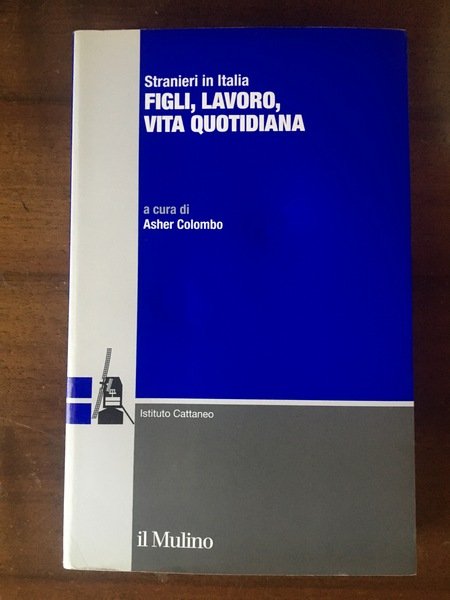 Stranieri in Italia
FIGLI, LAVORO,
VITA QUOTIDIANA
a cura di
Asher Colombo
Istituto Cattaneo
il Mulino